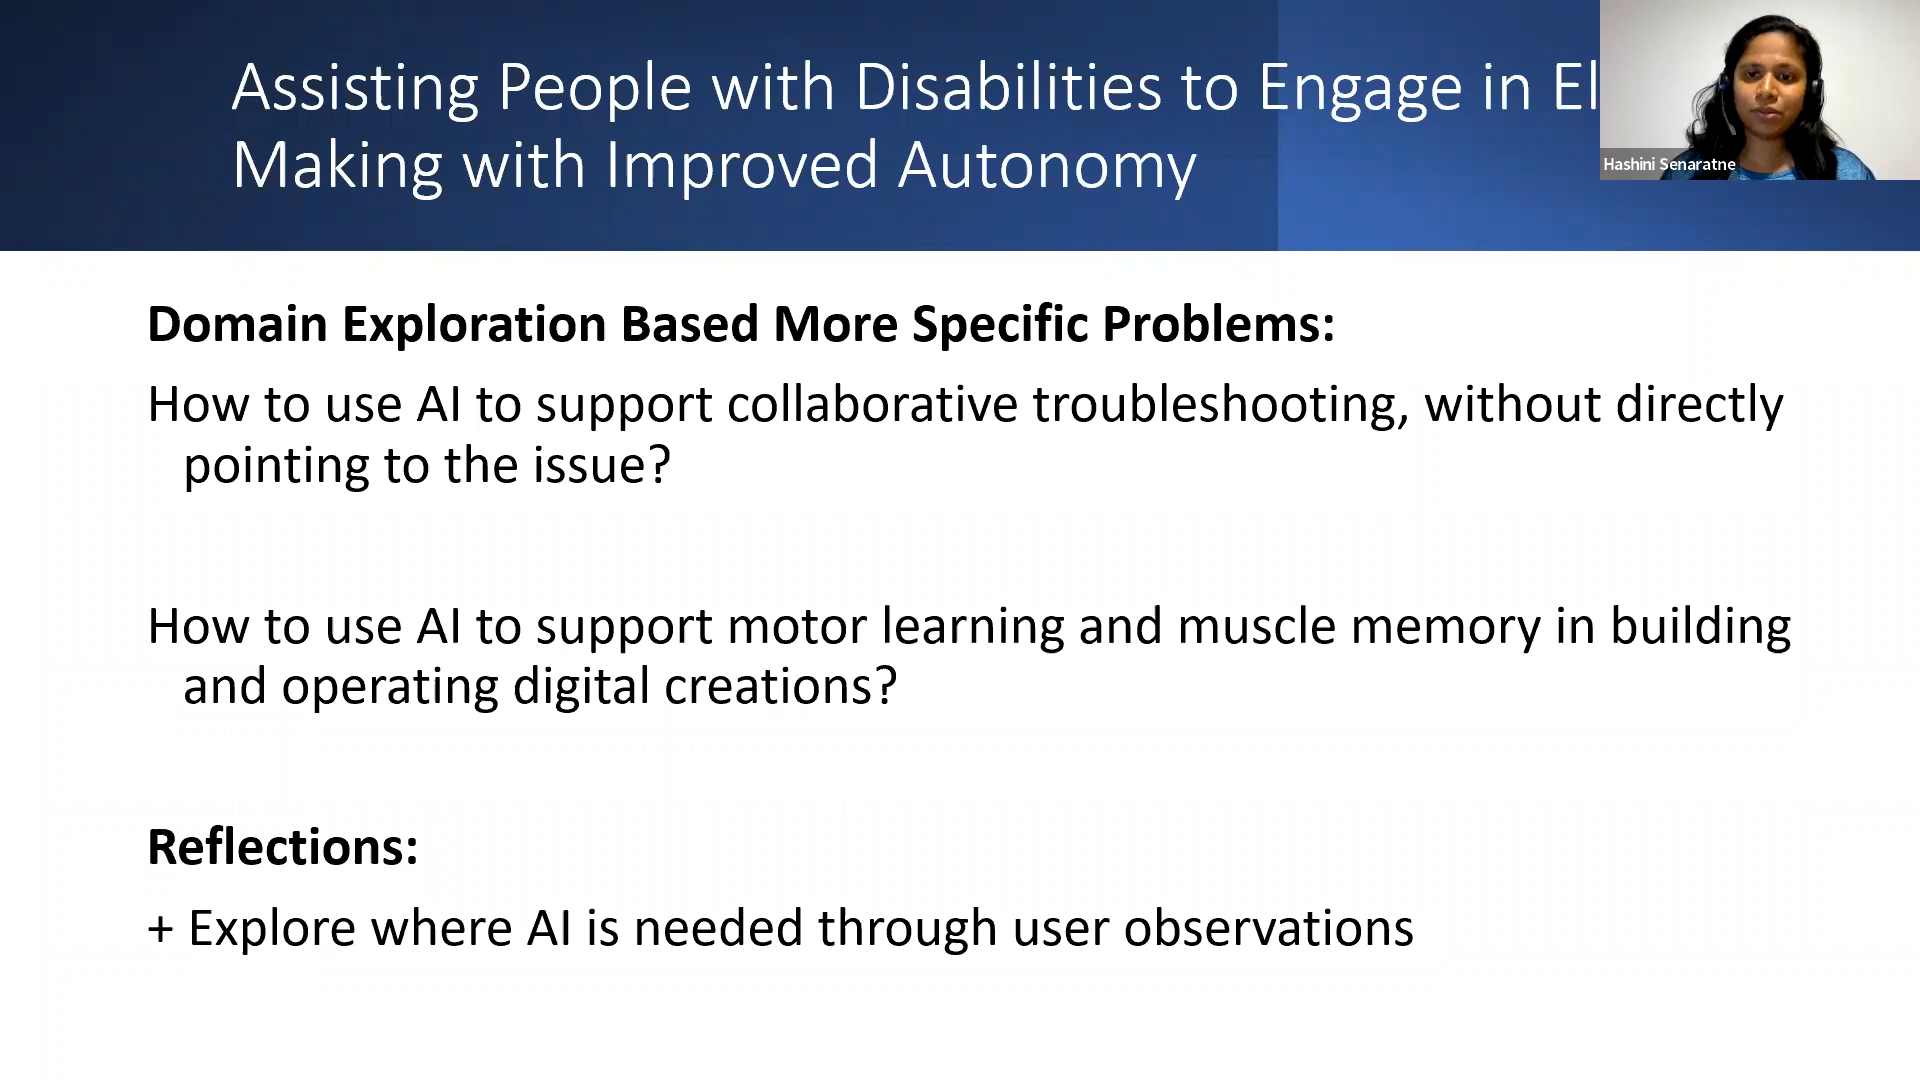 Assisting People with Disabilities to Engage in El
Making with Improved Autonomy
Hashini Senaratne
Domain Exploration Based More Specific Problems:
How to use AI to support collaborative troubleshooting, without directly
pointing to the issue?
How to use AI to support motor learning and muscle memory in building
and operating digital creations?
Reflections:
+ Explore where AI is needed through user observations